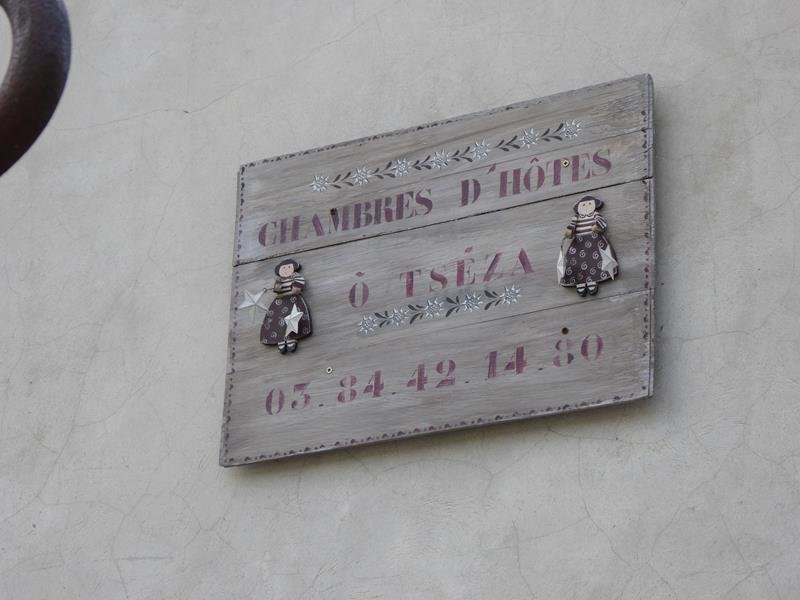 CHAMBRES D'HÔTES
Ô TSÉZA
03.84.42.14.80